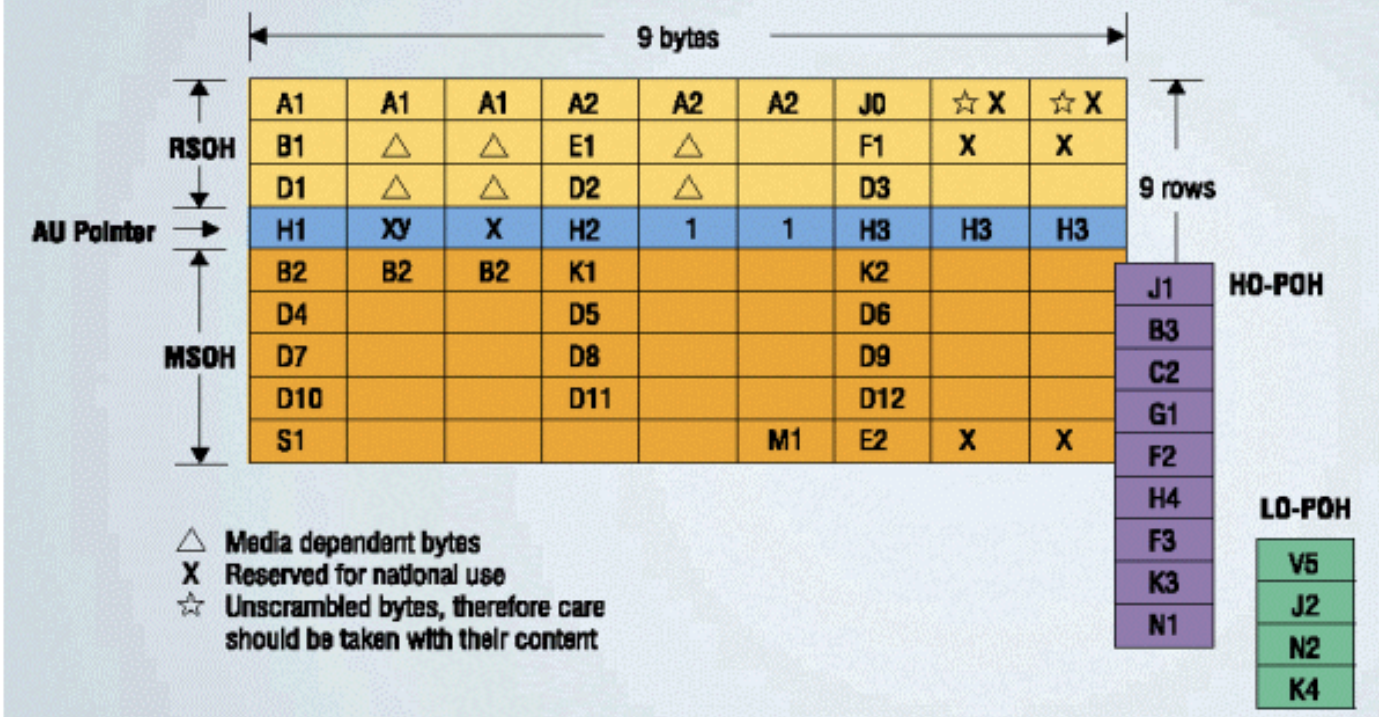 9 bytes
A1 A1 A1 A2 A2 A2 J0 ☆ X ☆ X
RSOH B1 △ △ E1 △ F1 X X
D1 △ △ D2 △ D3 9 rows
AU Pointer H1 XY X H2 1 1 H3 H3 H3
B2 B2 B2 K1 K2
J1 HO-POH
D4 D5 D6
B3
MSOH D7 D8 D9
C2
D10 D11 D12
G1
S1 M1 E2 X X
F2
H4
F3
K3
N1
LO-POH
V5
J2
N2
K4
△ Media dependent bytes
X Reserved for national use
☆ Unscrambled bytes, therefore care
should be taken with their content